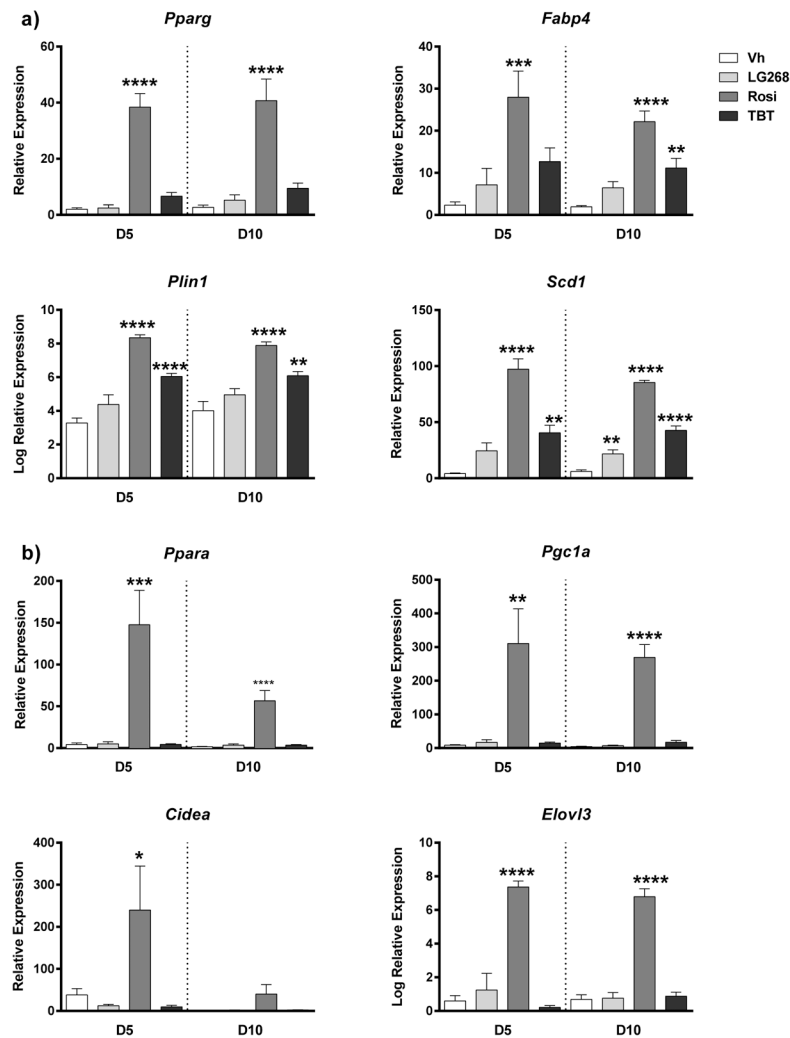 a)
Pparg
Fabp4
Relative Expression
60
40
20
0
****
****
D5
D10
Relative Expression
40
30
20
10
0
***
****
**
D5
D10
Vh
LG268
Rosi
TBT
Plin1
Scd1
Log Relative Expression
10
8
6
4
2
0
****
****
****
**
D5
D10
Relative Expression
150
100
50
0
****
**
**
****
****
D5
D10
b)
Ppara
Pgc1a
Relative Expression
200
150
100
50
0
***
****
D5
D10
Relative Expression
500
400
300
200
100
0
**
****
D5
D10
Cidea
Elovl3
Relative Expression
400
300
200
100
0
*
D5
D10
Log Relative Expression
10
8
6
4
2
0
****
****
D5
D10